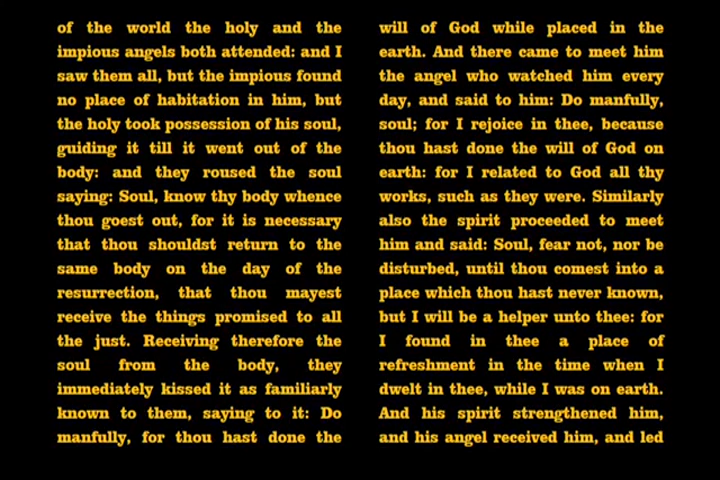 of the world the holy and the
impious angels both attended: and I
saw them all, but the impious found
no place of habitation in him, but
the holy took possession of his soul,
guiding it till it went out of the
body: and they roused the soul
saying: Soul, know thy body whence
thou goest out, for it is necessary
that thou shouldst return to the
same body on the day of the
resurrection, that thou mayest
receive the things promised to all
the just. Receiving therefore the
soul from the body, they
immediately kissed it as familiarly
known to them, saying to it: Do
manfully, for thou hast done the
will of God while placed in the
earth. And there came to meet him
the angel who watched him every
day, and said to him: Do manfully,
soul; for I rejoice in thee, because
thou hast done the will of God on
earth: for I related to God all thy
works, such as they were. Similarly
also the spirit proceeded to meet
him and said: Soul, fear not, nor be
disturbed, until thou comest into a
place which thou hast never known,
but I will be a helper unto thee: for
I found in thee a place of
refreshment in the time when I
dwelt in thee, while I was on earth.
And his spirit strengthened him,
and his angel received him, and led